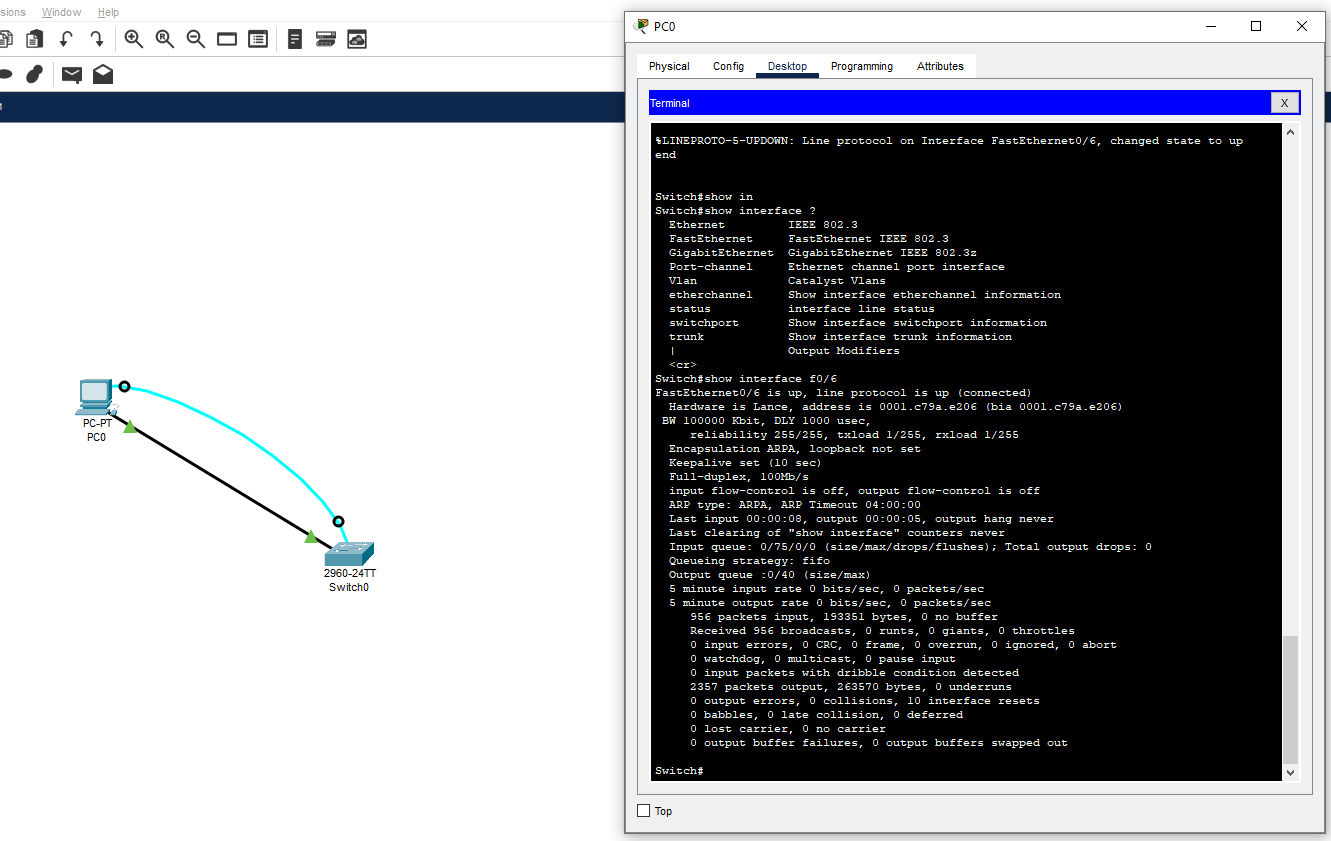 sions Window Help
PC-PT
PC0
2960-24TT
Switch0
PC0
Physical Config Desktop Programming Attributes
Terminal
X
%LINEPROTO-5-UPDOWN: Line protocol on Interface FastEthernet0/6, changed state to up
end
Switch#show in
Switch#show interface ?
Ethernet IEEE 802.3
FastEthernet FastEthernet IEEE 802.3
GigabitEthernet GigabitEthernet IEEE 802.3z
Port-channel Ethernet channel port interface
Vlan Catalyst Vlans
etherchannel Show interface etherchannel information
status interface line status
switchport Show interface switchport information
trunk Show interface trunk information
| Output Modifiers
<cr>
Switch#show interface f0/6
FastEthernet0/6 is up, line protocol is up (connected)
Hardware is Lance, address is 0001.c79a.e206 (bia 0001.c79a.e206)
BW 100000 Kbit, DLY 1000 usec,
reliability 255/255, txload 1/255, rxload 1/255
Encapsulation ARPA, loopback not set
Keepalive set (10 sec)
Full-duplex, 100Mb/s
input flow-control is off, output flow-control is off
ARP type: ARPA, ARP Timeout 04:00:00
Last input 00:00:08, output 00:00:05, output hang never
Last clearing of "show interface" counters never
Input queue: 0/75/0/0 (size/max/drops/flushes); Total output drops: 0
Queueing strategy: fifo
Output queue :0/40 (size/max)
5 minute input rate 0 bits/sec, 0 packets/sec
5 minute output rate 0 bits/sec, 0 packets/sec
956 packets input, 193351 bytes, 0 no buffer
Received 956 broadcasts, 0 runts, 0 giants, 0 throttles
0 input errors, 0 CRC, 0 frame, 0 overrun, 0 ignored, 0 abort
0 watchdog, 0 multicast, 0 pause input
0 input packets with dribble condition detected
2357 packets output, 263570 bytes, 0 underruns
0 output errors, 0 collisions, 10 interface resets
0 babbles, 0 late collision, 0 deferred
0 lost carrier, 0 no carrier
0 output buffer failures, 0 output buffers swapped out
Switch#
Top